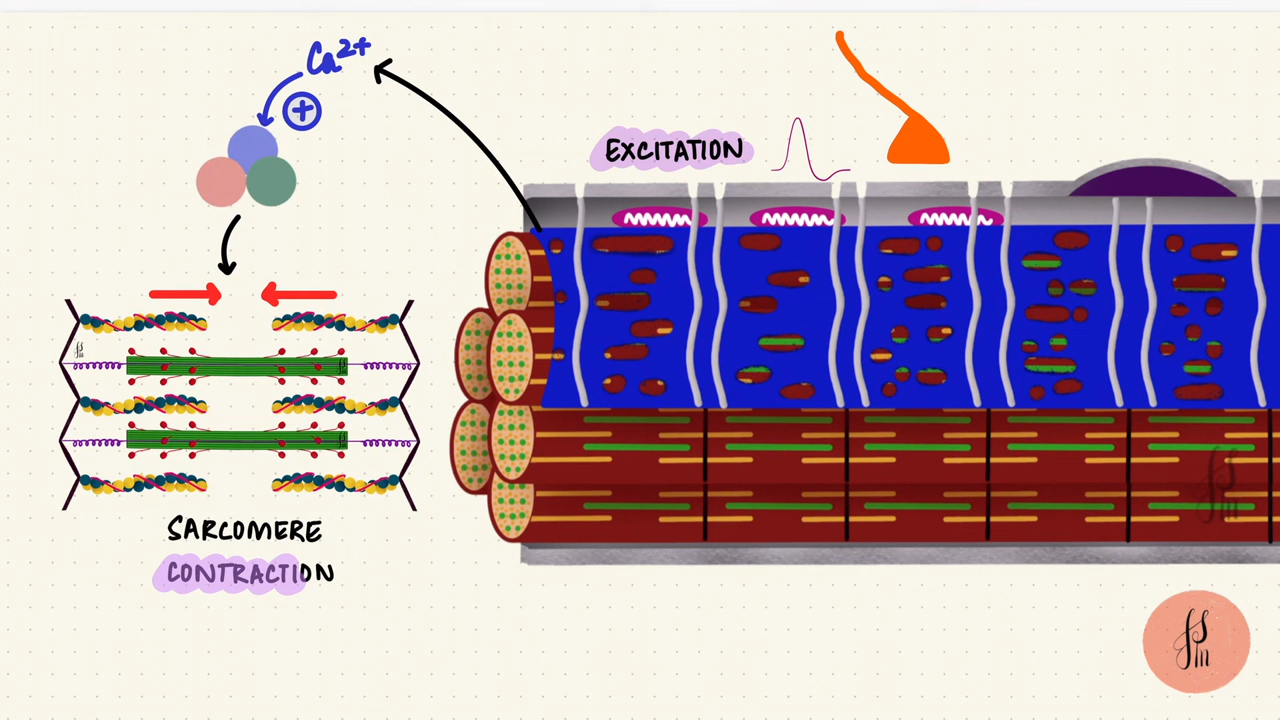 Ca2+
+
EXCITATION
SARCOMERE
CONTRACTION